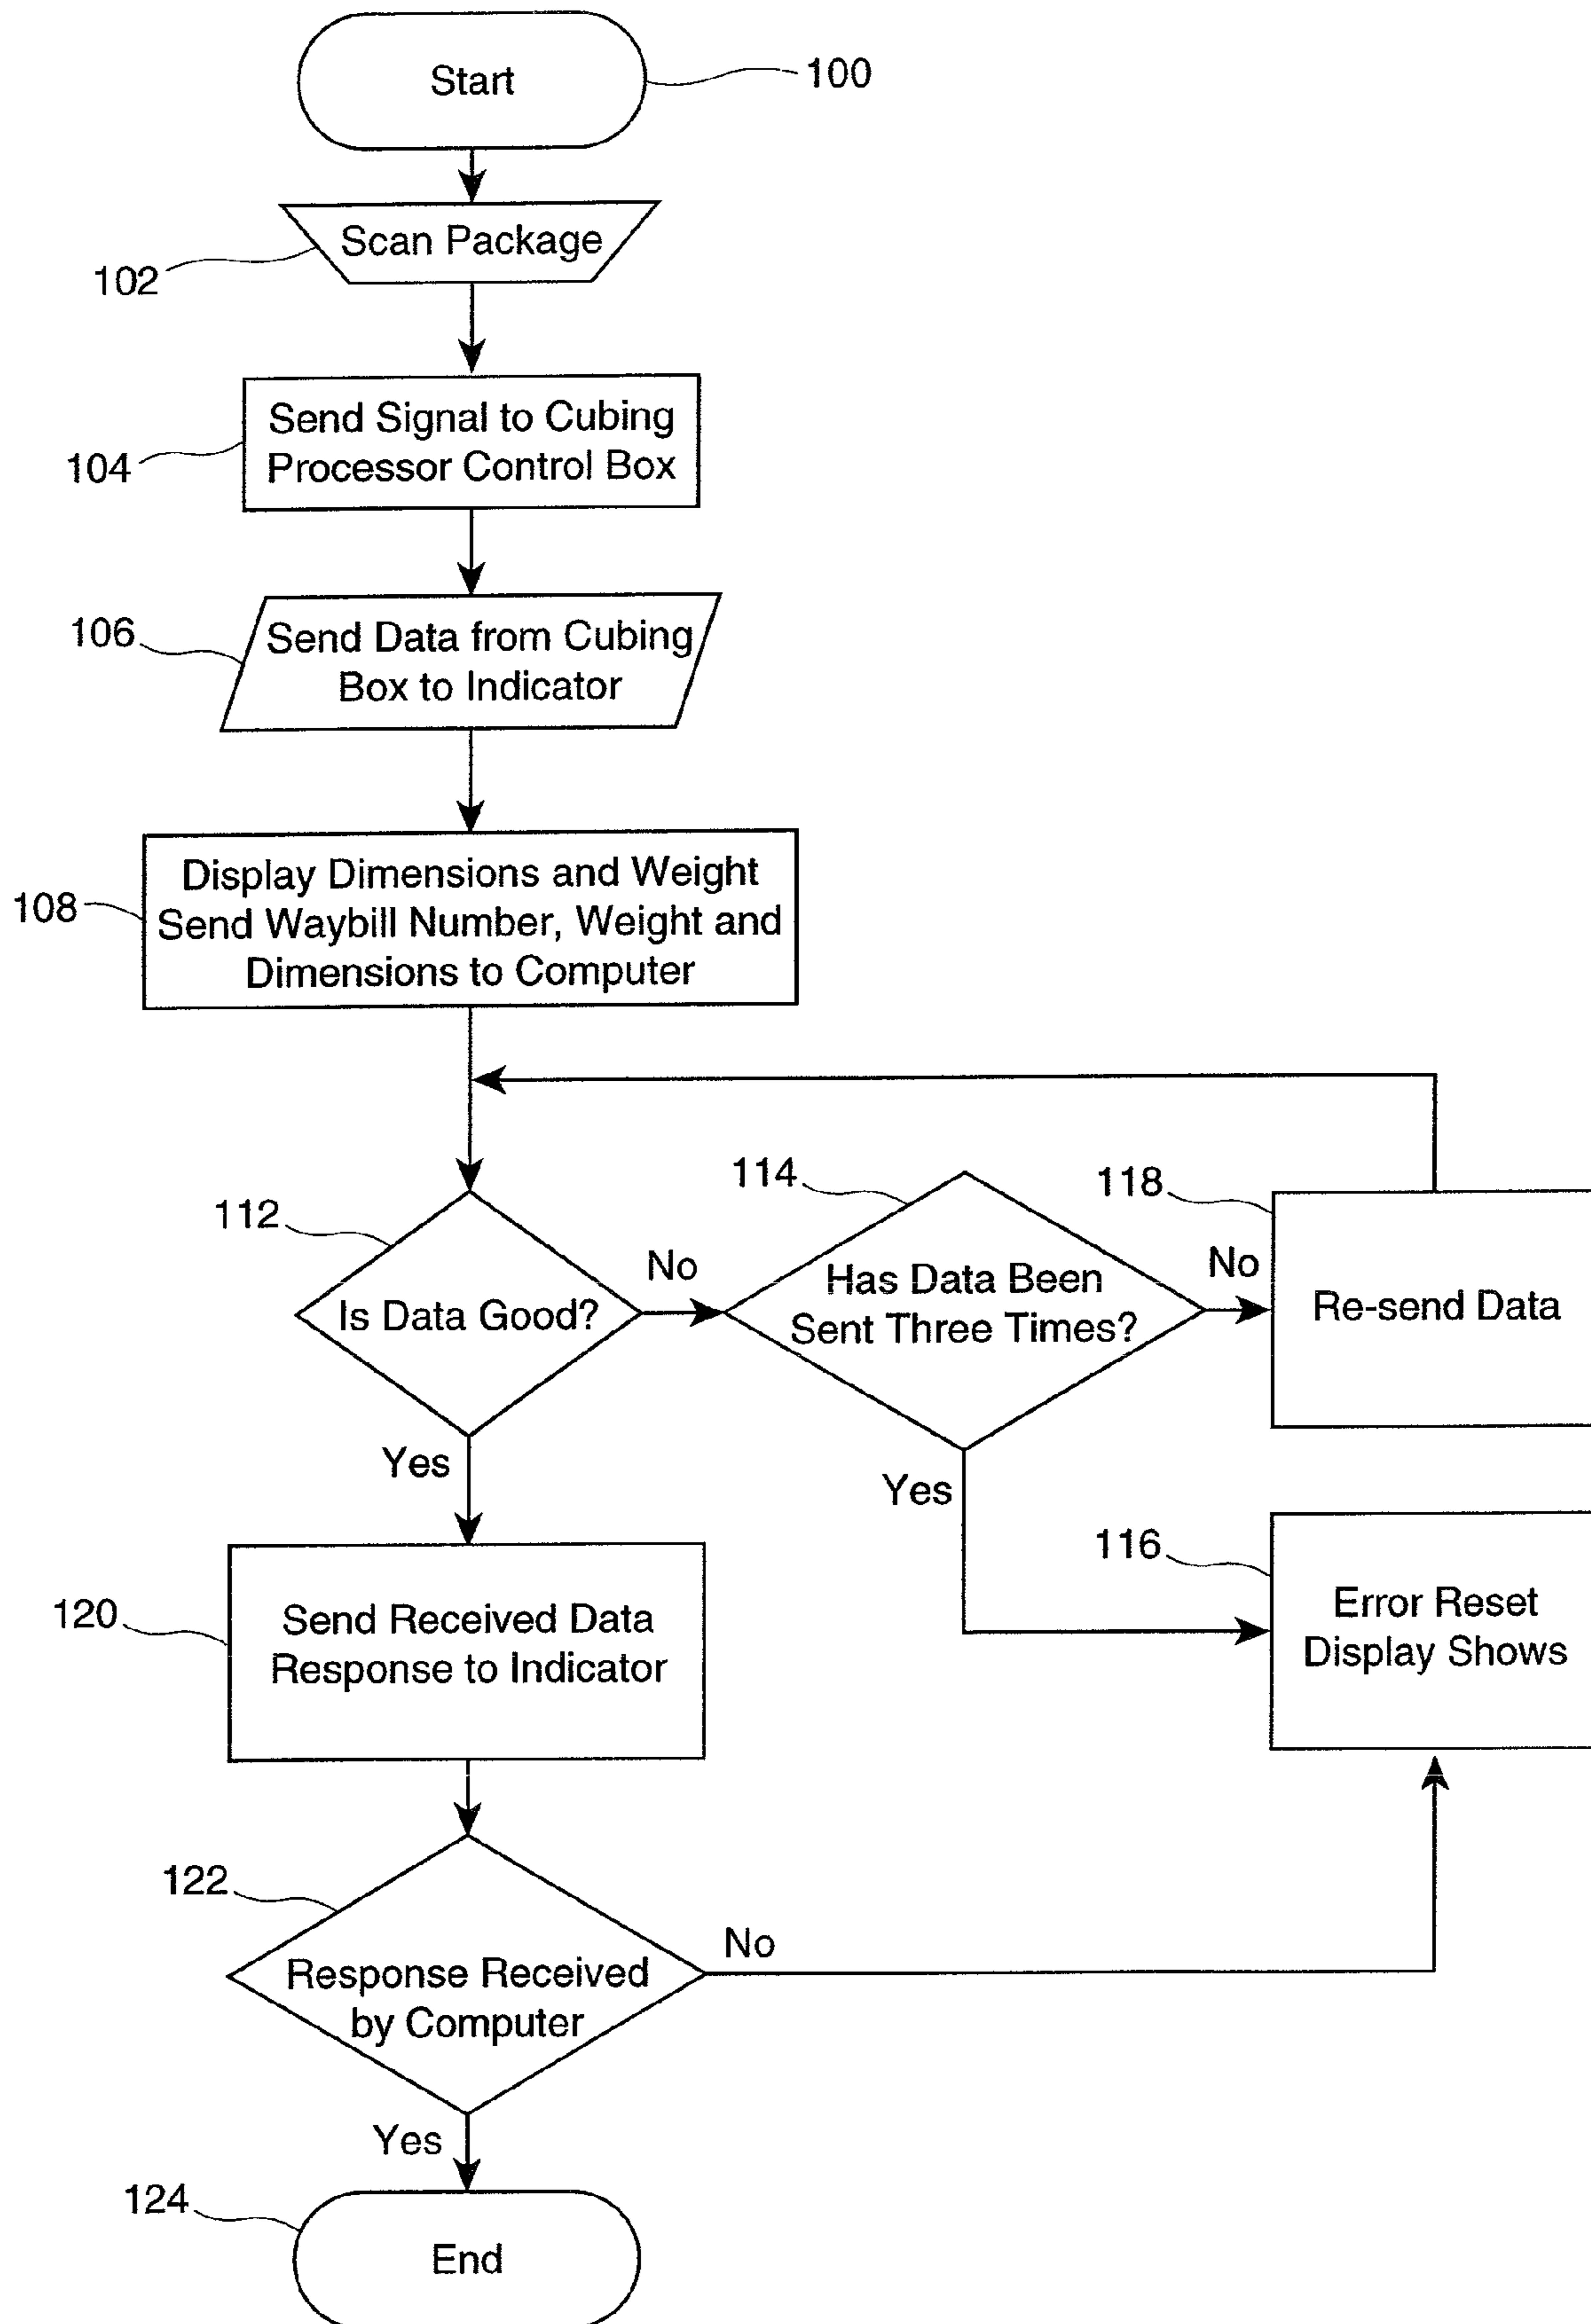 Start
100
Scan Package
102
Send Signal to Cubing
Processor Control Box
104
106
Send Data from Cubing
Box to Indicator
108
Display Dimensions and Weight
Send Waybill Number, Weight and
Dimensions to Computer
112
Is Data Good?
No
114
Has Data Been
Sent Three Times?
No
118
Re-send Data
Yes
Yes
116
Error Reset
Display Shows
120
Send Received Data
Response to Indicator
122
Response Received
by Computer
No
Yes
124
End